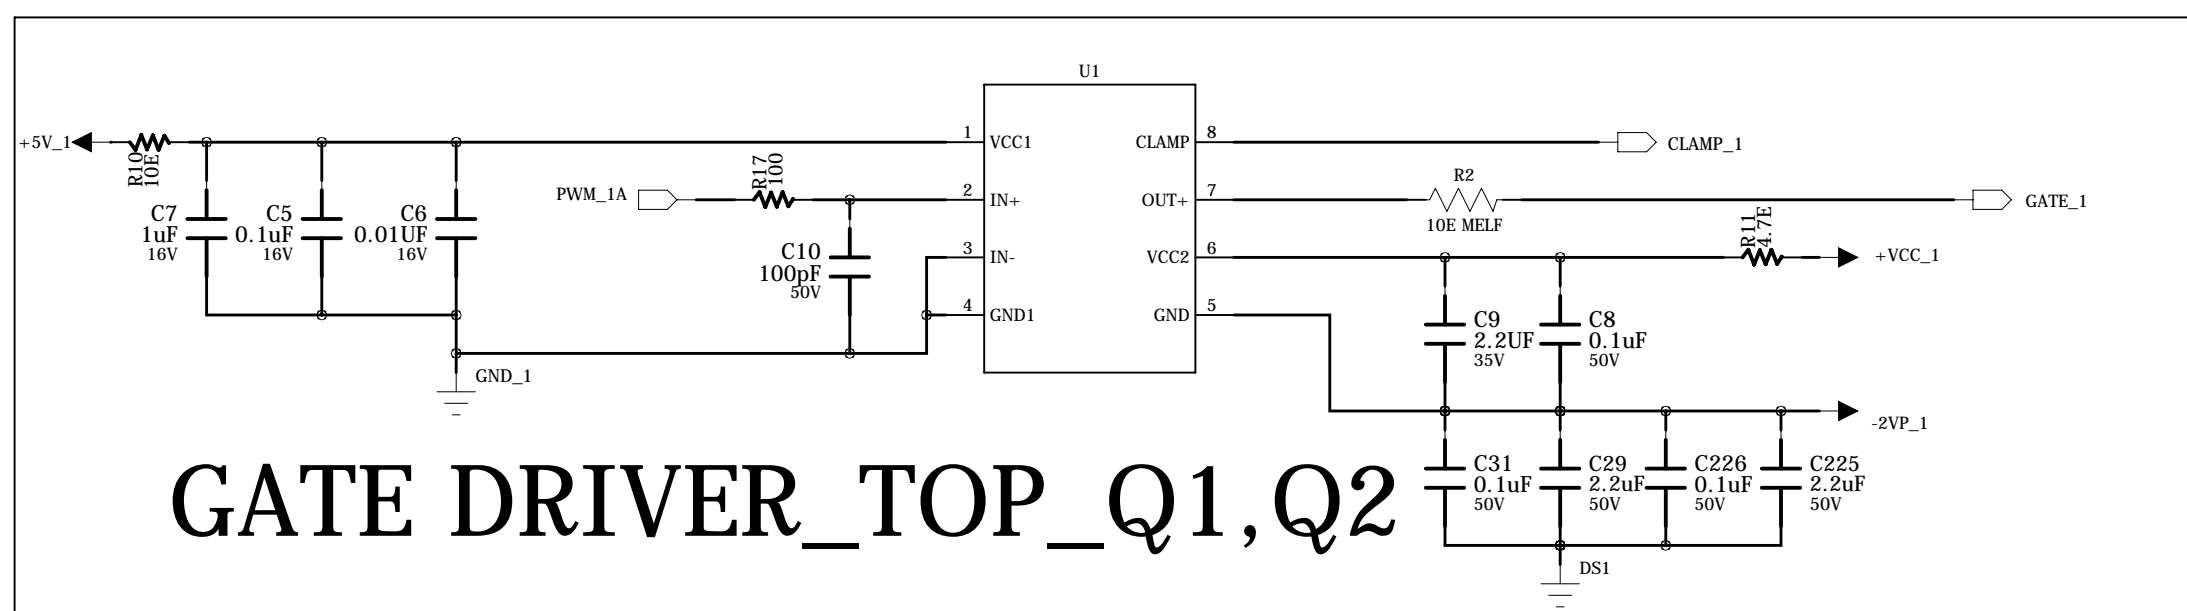 U1
+5V_1
R10
10E
C7
1uF
16V
C5
0.1uF
16V
C6
0.01UF
16V
GND_1
PWM_1A
R17
100
C10
100pF
50V
1
VCC1
2
IN+
3
IN-
4
GND1
CLAMP
8
OUT+
7
VCC2
6
GND
5
CLAMP_1
R2
10E MELF
GATE_1
R11
4.7E
+VCC_1
C9
2.2UF
35V
C8
0.1uF
50V
-2VP_1
C31
0.1uF
50V
C29
2.2uF
50V
C226
0.1uF
50V
C225
2.2uF
50V
DS1
GATE DRIVER_TOP_Q1,Q2